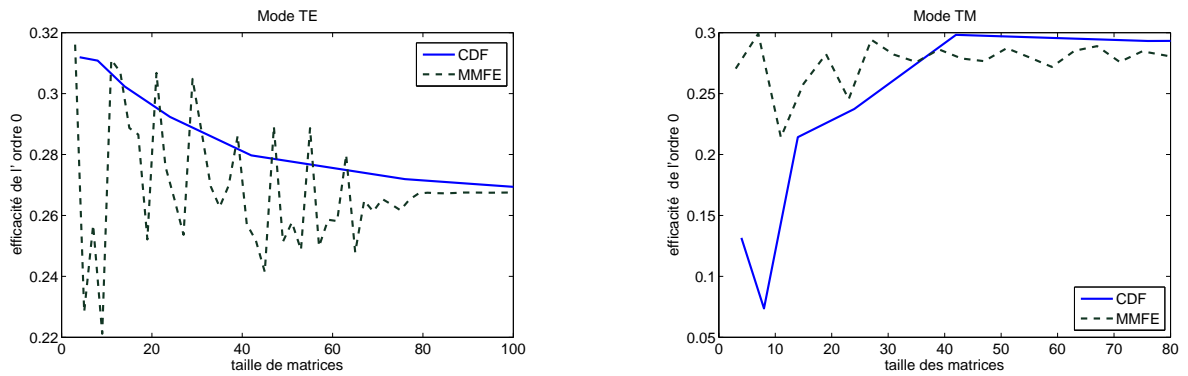 Mode TE
0.32
0.3
0.28
0.26
0.24
0.22
efficacité de l' ordre 0
0
20
40
60
80
100
taille de matrices
CDF
MMFE
Mode TM
0.3
0.25
0.2
0.15
0.1
0.05
efficacité de l'ordre 0
0
10
20
30
40
50
60
70
80
taille des matrices
CDF
MMFE